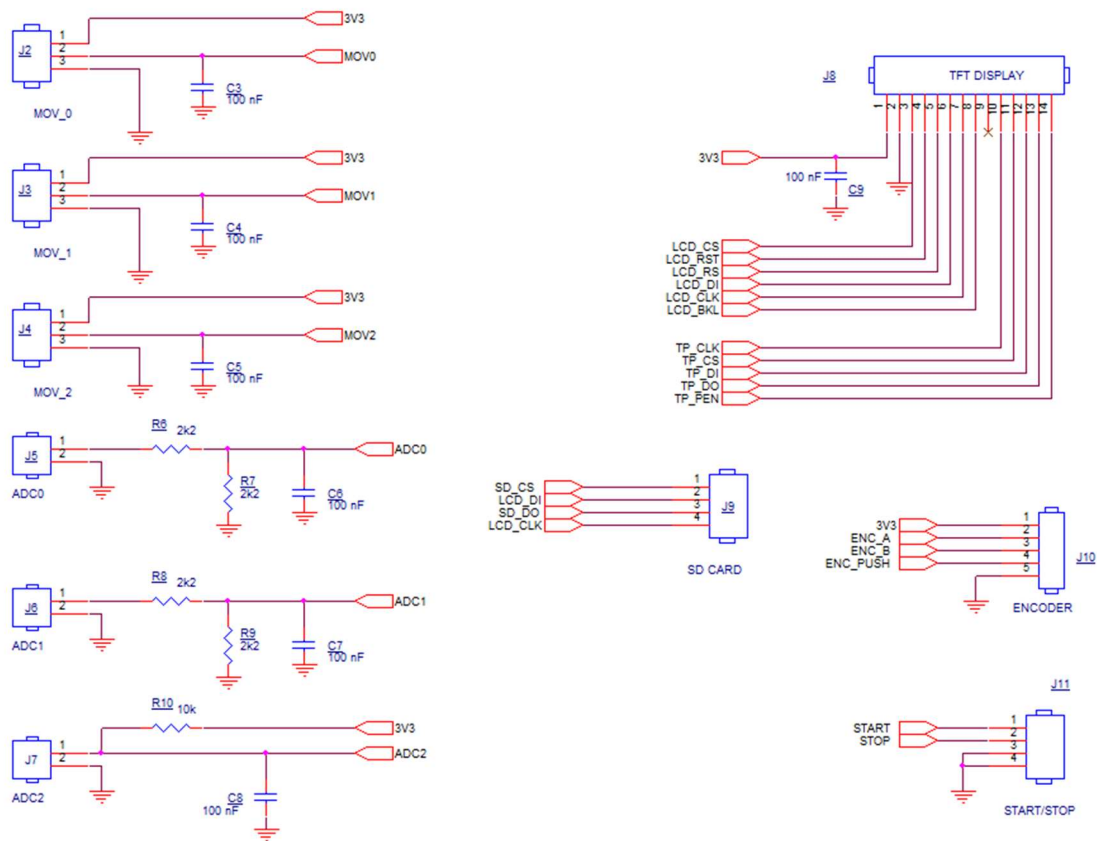 J2
1
2
3
3V3
MOV0
C3
100 nF
MOV_0
J3
1
2
3
3V3
MOV1
C4
100 nF
MOV_1
J4
1
2
3
3V3
MOV2
C5
100 nF
MOV_2
J5
1
2
R6
2k2
R7
2k2
C6
100 nF
ADC0
ADC0
J6
1
2
R8
2k2
R9
2k2
C7
100 nF
ADC1
ADC1
J7
1
2
R10
10k
3V3
ADC2
C8
100 nF
ADC2
J8
TFT DISPLAY
1
2
3
4
5
6
7
8
9
10
11
12
13
14
3V3
100 nF
C9
LCD_CS
LCD_RST
LCD_RS
LCD_DI
LCD_CLK
LCD_BKL
TP_CLK
TP_CS
TP_DI
TP_DO
TP_PEN
SD_CS
LCD_DI
SD_DO
LCD_CLK
1
2
3
4
J9
SD CARD
3V3
ENC_A
ENC_B
ENC_PUSH
1
2
3
4
5
J10
ENCODER
J11
START
STOP
1
2
3
4
START/STOP